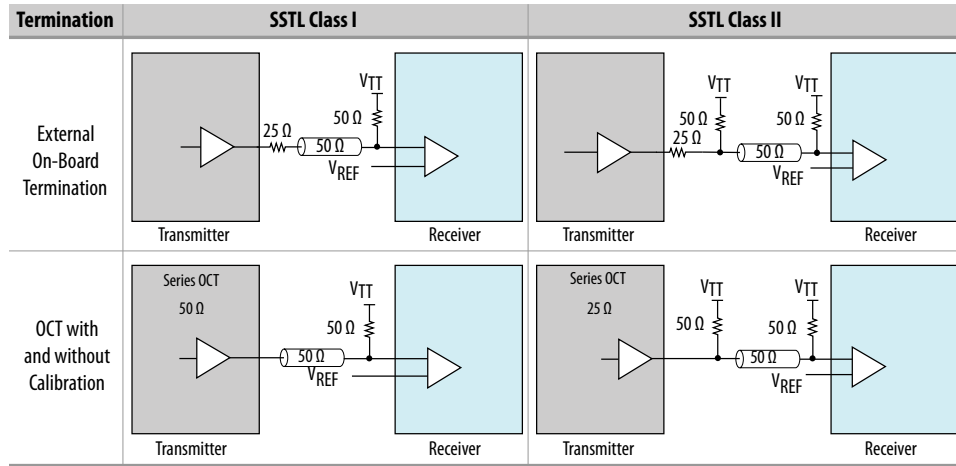 Termination
SSTL Class I
SSTL Class II
External
On-Board
Termination
VTT
50 Ω
25 Ω
50 Ω
VREF
Transmitter
Receiver
VTT
VTT
50 Ω
50 Ω
25 Ω
50 Ω
VREF
Transmitter
Receiver
OCT with
and without
Calibration
Series OCT
50 Ω
VTT
50 Ω
50 Ω
VREF
Transmitter
Receiver
Series OCT
25 Ω
VTT
VTT
50 Ω
50 Ω
50 Ω
VREF
Transmitter
Receiver